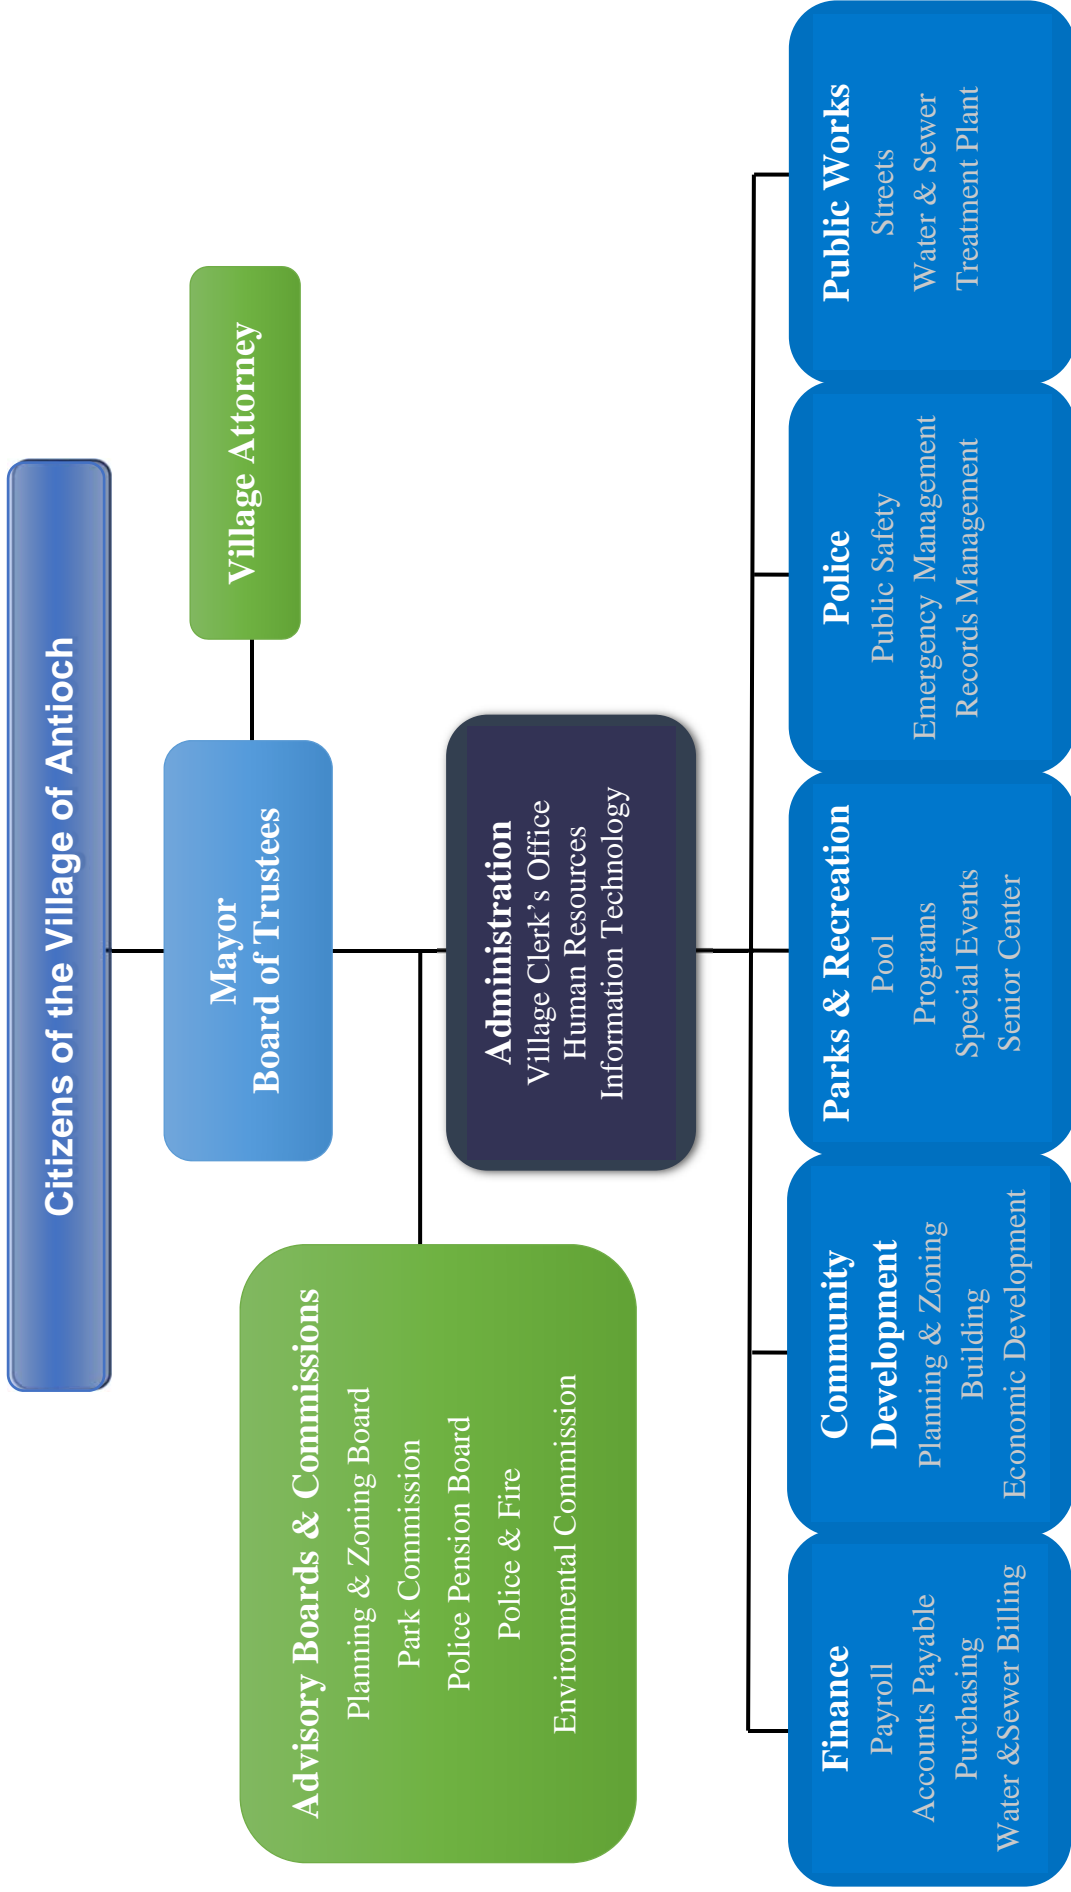 Citizens of the Village of Antioch
Mayor
Board of Trustees
Village Attorney
Advisory Boards & Commissions
Planning & Zoning Board
Park Commission
Police Pension Board
Police & Fire
Environmental Commission
Administration
Village Clerk’s Office
Human Resources
Information Technology
Finance
Payroll
Accounts Payable
Purchasing
Water &Sewer Billing
Community
Development
Planning & Zoning
Building
Economic Development
Parks & Recreation
Pool
Programs
Special Events
Senior Center
Police
Public Safety
Emergency Management
Records Management
Public Works
Streets
Water & Sewer
Treatment Plant